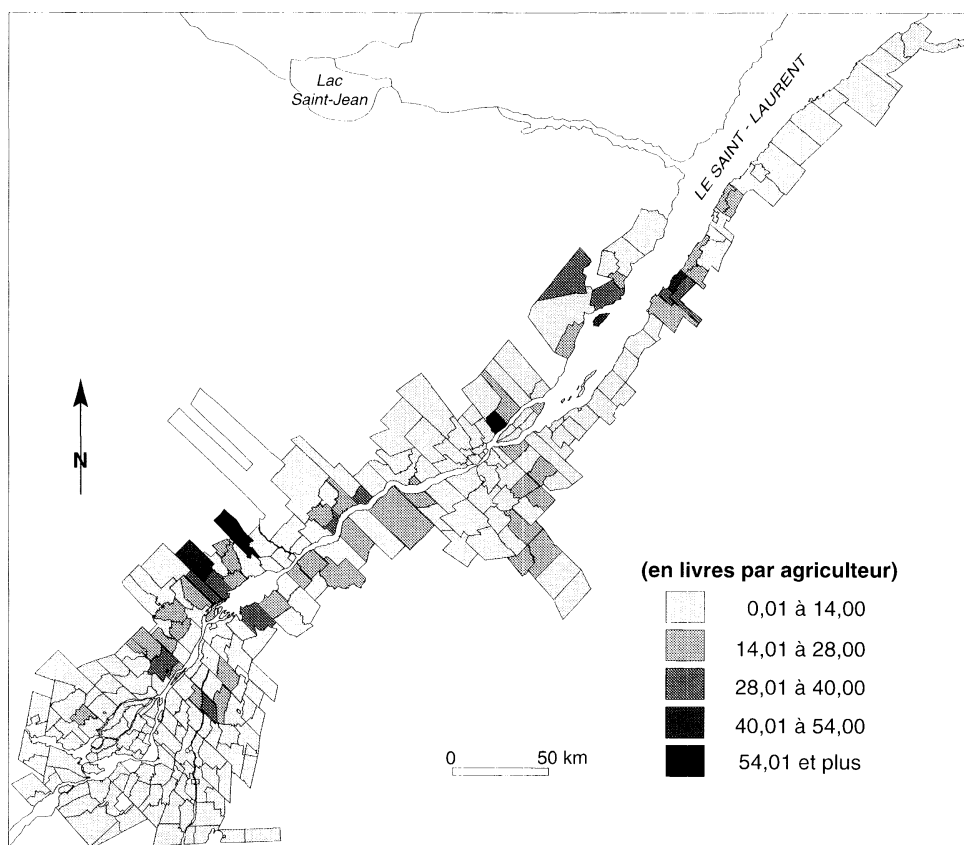 Lac
Saint-Jean
LE SAINT - LAURENT
N
(en livres par agriculteur)
0,01 à 14,00
14,01 à 28,00
28,01 à 40,00
40,01 à 54,00
54,01 et plus
0 50 km